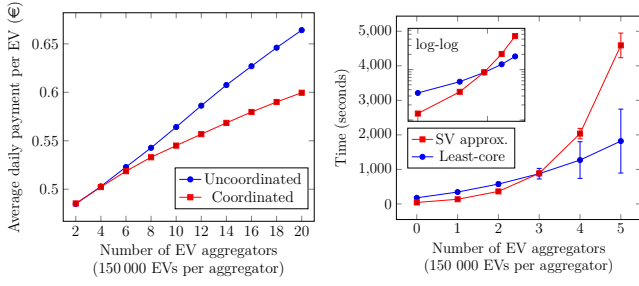 Average daily payment per EV (€)
0.65
0.6
0.55
0.5
Uncoordinated
Coordinated
2 4 6 8 10 12 14 16 18 20
Number of EV aggregators
(150 000 EVs per aggregator)
Time (seconds)
5,000
4,000
3,000
2,000
1,000
0
log-log
SV approx.
Least-core
0 1 2 3 4 5
Number of EV aggregators
(150 000 EVs per aggregator)